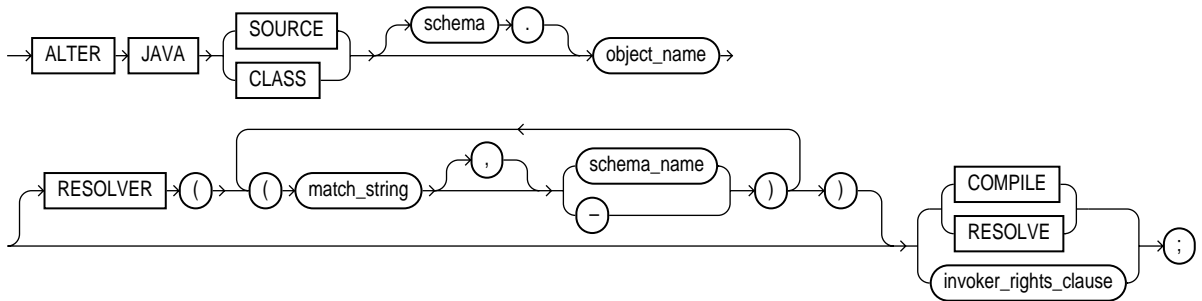 SOURCE
schema .
ALTER JAVA object_name
CLASS
,
schema_name
RESOLVER ( ( match_string ) )
–
COMPILE
RESOLVE
;
invoker_rights_clause